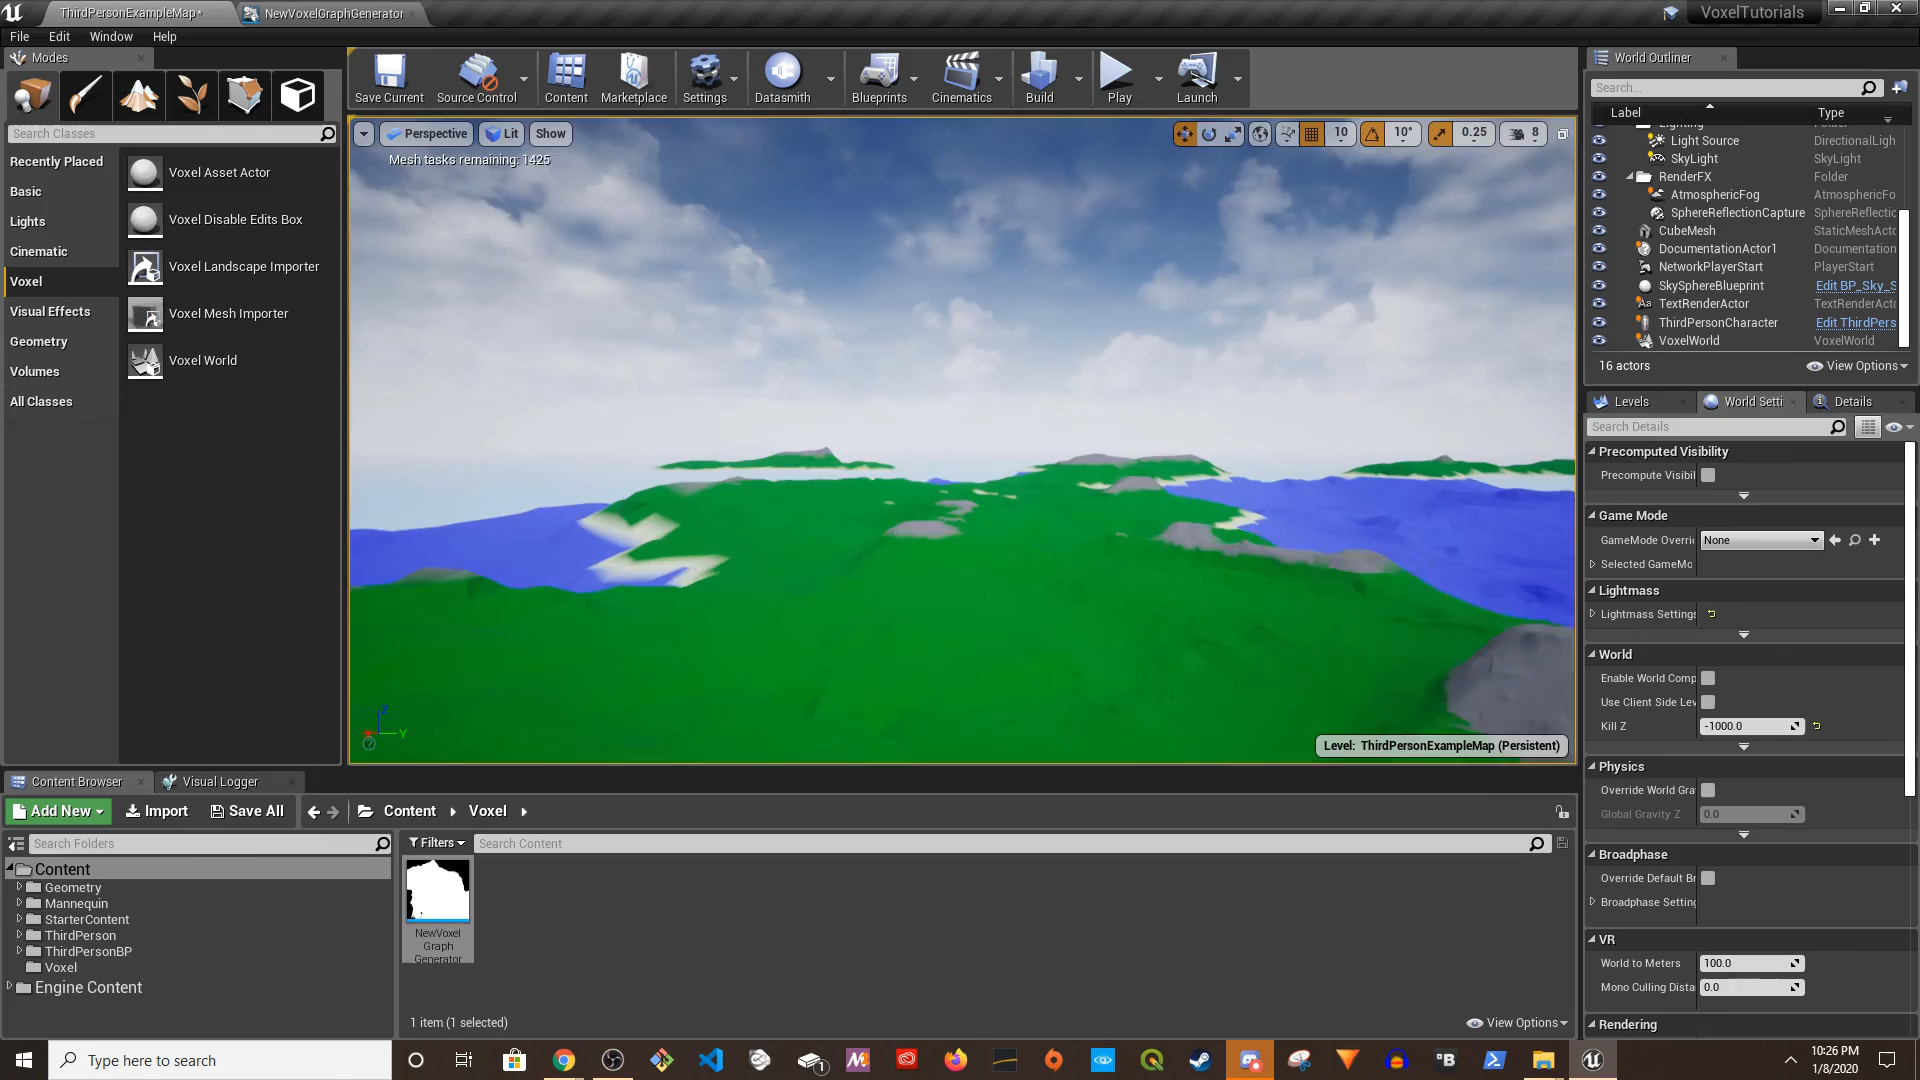 ThirdPersonExampleMap*
NewVoxelGraphGenerator
VoxelTutorials
File Edit Window Help
Modes
Search Classes
Recently Placed
Basic
Lights
Cinematic
Voxel
Visual Effects
Geometry
Volumes
All Classes
Voxel Asset Actor
Voxel Disable Edits Box
Voxel Landscape Importer
Voxel Mesh Importer
Voxel World
Save Current Source Control Content Marketplace Settings Datasmith Blueprints Cinematics Build Play Launch
Perspective Lit Show
10 10° 0.25 8
Mesh tasks remaining: 1425
Z
Y
Level: ThirdPersonExampleMap (Persistent)
World Outliner
Search...
Label Type
Lighting Folder
Light Source DirectionalLigh
SkyLight SkyLight
RenderFX Folder
AtmosphericFog AtmosphericFo
SphereReflectionCapture SphereReflectic
CubeMesh StaticMeshActo
DocumentationActor1 Documentation
NetworkPlayerStart PlayerStart
SkySphereBlueprint Edit BP_Sky_S
TextRenderActor TextRenderActo
ThirdPersonCharacter Edit ThirdPers
VoxelWorld VoxelWorld
16 actors View Options
Levels World Setti Details
Search Details
Precomputed Visibility
Precompute Visibil
Game Mode
GameMode Overri None
Selected GameMo
Lightmass
Lightmass Settings
World
Enable World Comp
Use Client Side Lev
Kill Z -1000.0
Physics
Override World Gra
Global Gravity Z 0.0
Broadphase
Override Default Br
Broadphase Setting
VR
World to Meters 100.0
Mono Culling Dista 0.0
Rendering
Content Browser Visual Logger
Add New Import Save All Content Voxel
Search Folders
Filters Search Content
Content
Geometry
Mannequin
StarterContent
ThirdPerson
ThirdPersonBP
Voxel
Engine Content
NewVoxel
Graph
Generator
1 item (1 selected) View Options
Type here to search
10:26 PM
1/8/2020